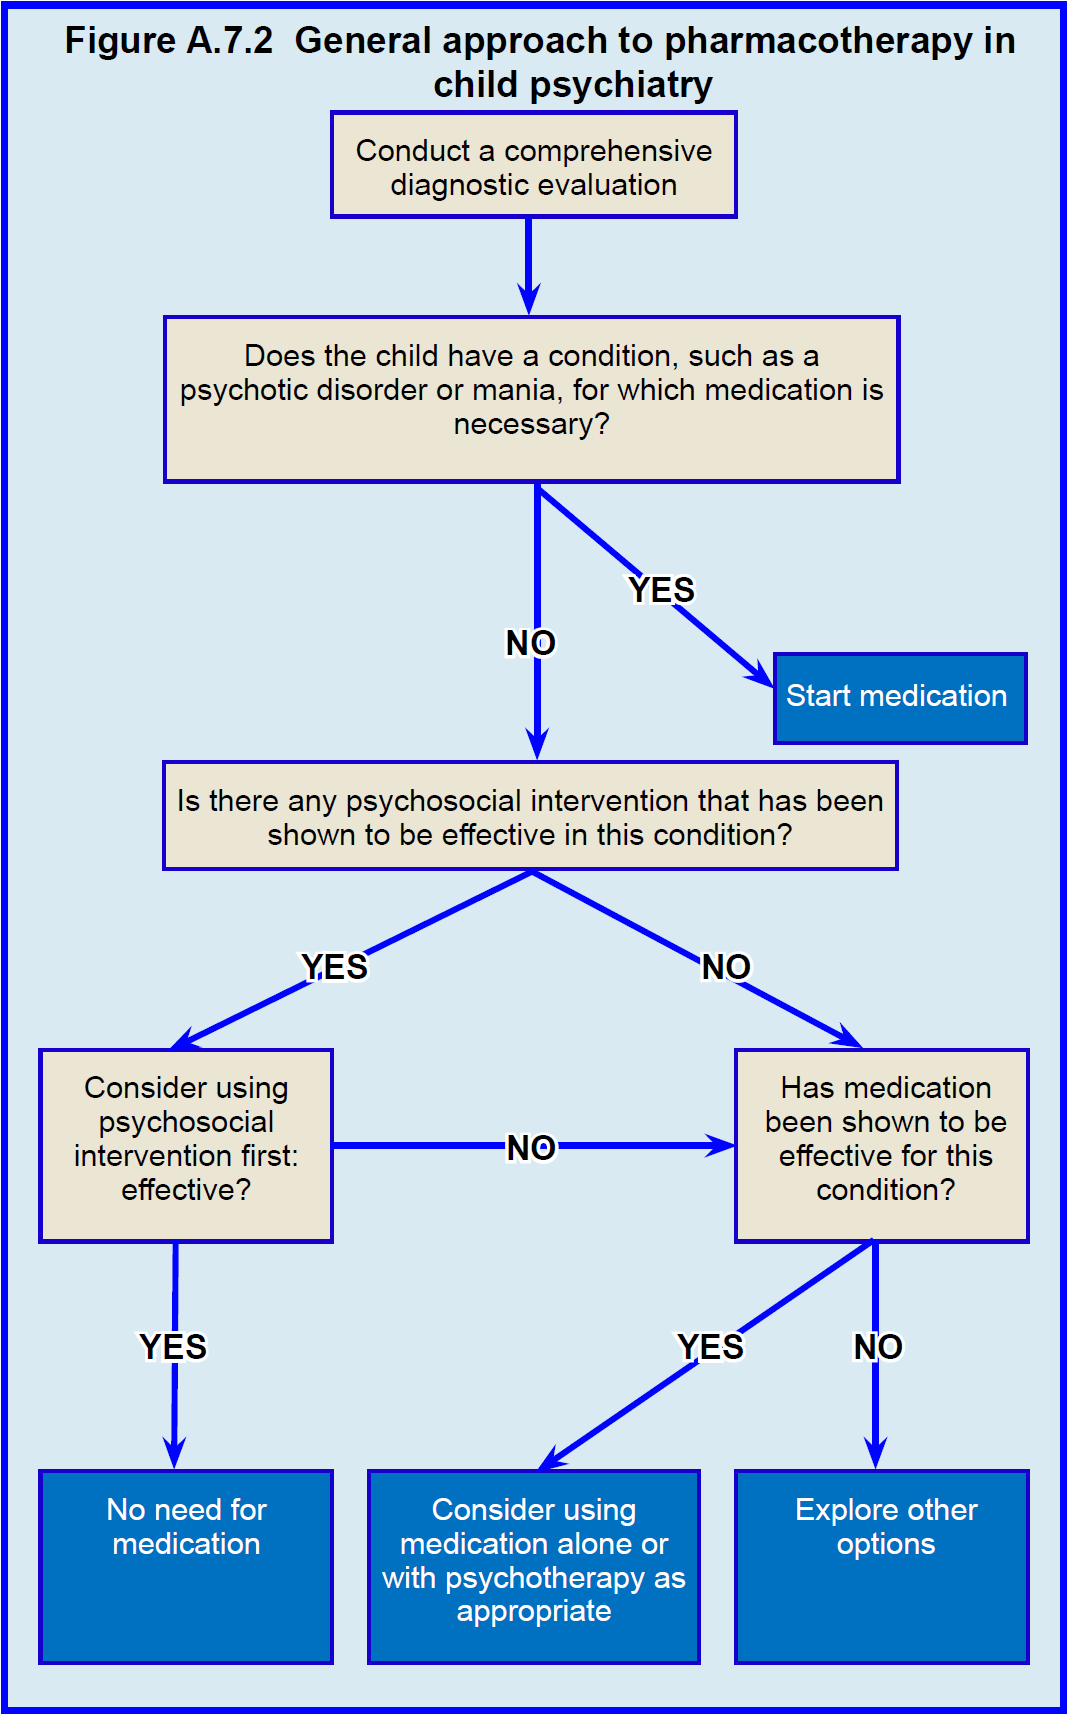 Figure A.7.2  General approach to pharmacotherapy in
child psychiatry
Conduct a comprehensive
diagnostic evaluation
Does the child have a condition, such as a
psychotic disorder or mania, for which medication is
necessary?
YES
NO
Start medication
Is there any psychosocial intervention that has been
shown to be effective in this condition?
YES
NO
Consider using
psychosocial
intervention first:
effective?
NO
Has medication
been shown to be
effective for this
condition?
YES
YES
NO
No need for
medication
Consider using
medication alone or
with psychotherapy as
appropriate
Explore other
options